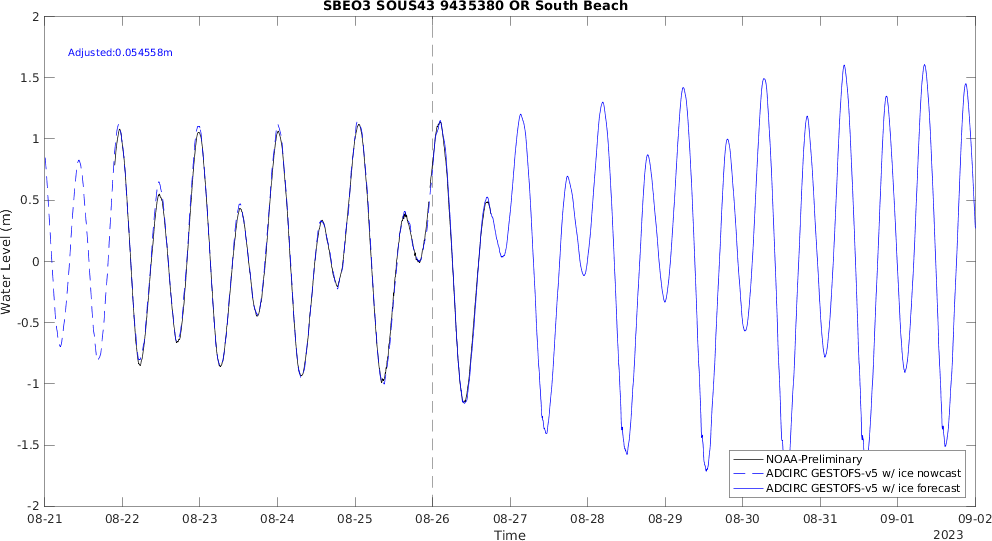 SBEO3 SOUS43 9435380 OR South Beach
Adjusted:0.054558m
2
1.5
1
0.5
0
-0.5
-1
-1.5
-2
Water Level (m)
NOAA-Preliminary
ADCIRC GESTOFS-v5 w/ ice nowcast
ADCIRC GESTOFS-v5 w/ ice forecast
08-21 08-22 08-23 08-24 08-25 08-26 08-27 08-28 08-29 08-30 08-31 09-01 09-02
Time
2023